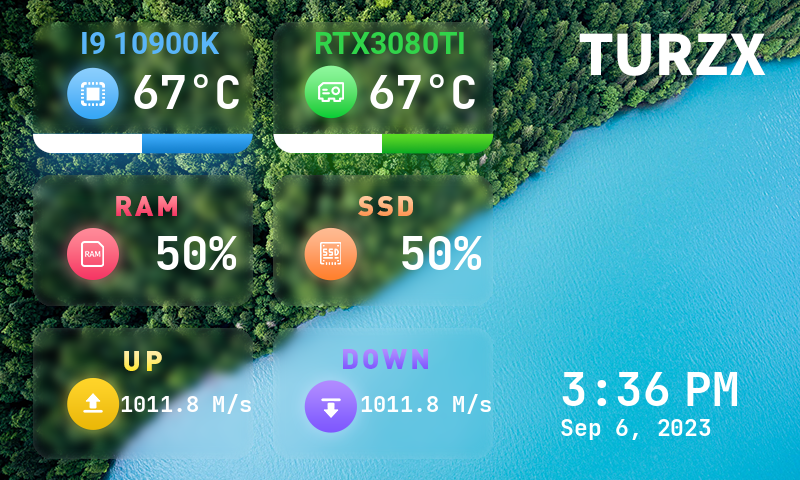 I9 10900K
67°C
RTX3080TI
67°C
TURZX
RAM
RAM
50%
SSD
SSD
50%
UP
1011.8 M/s
DOWN
1011.8 M/s
3:36 PM
Sep 6, 2023